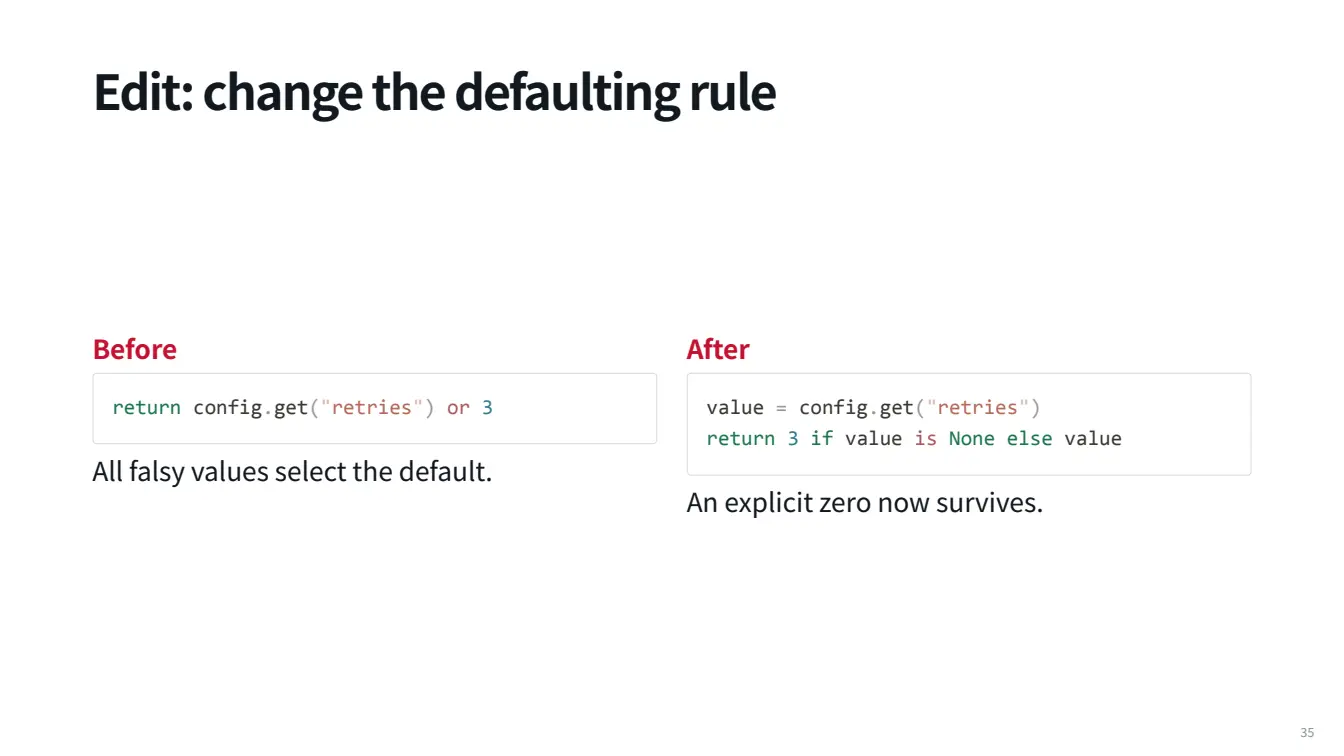 Edit: change the defaulting rule
Before
return config.get("retries") or 3
All falsy values select the default.
After
value = config.get("retries")
return 3 if value is None else value
An explicit zero now survives.
35